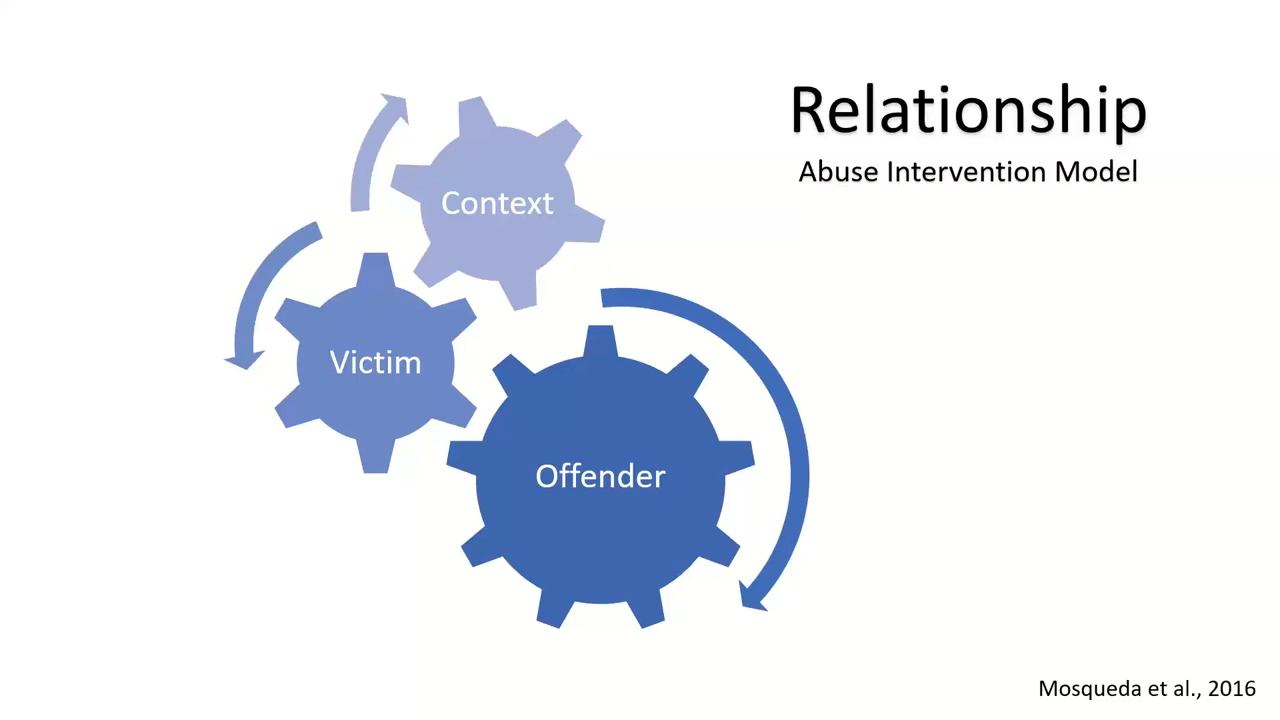 Relationship
Abuse Intervention Model
Context
Victim
Offender
Mosqueda et al., 2016